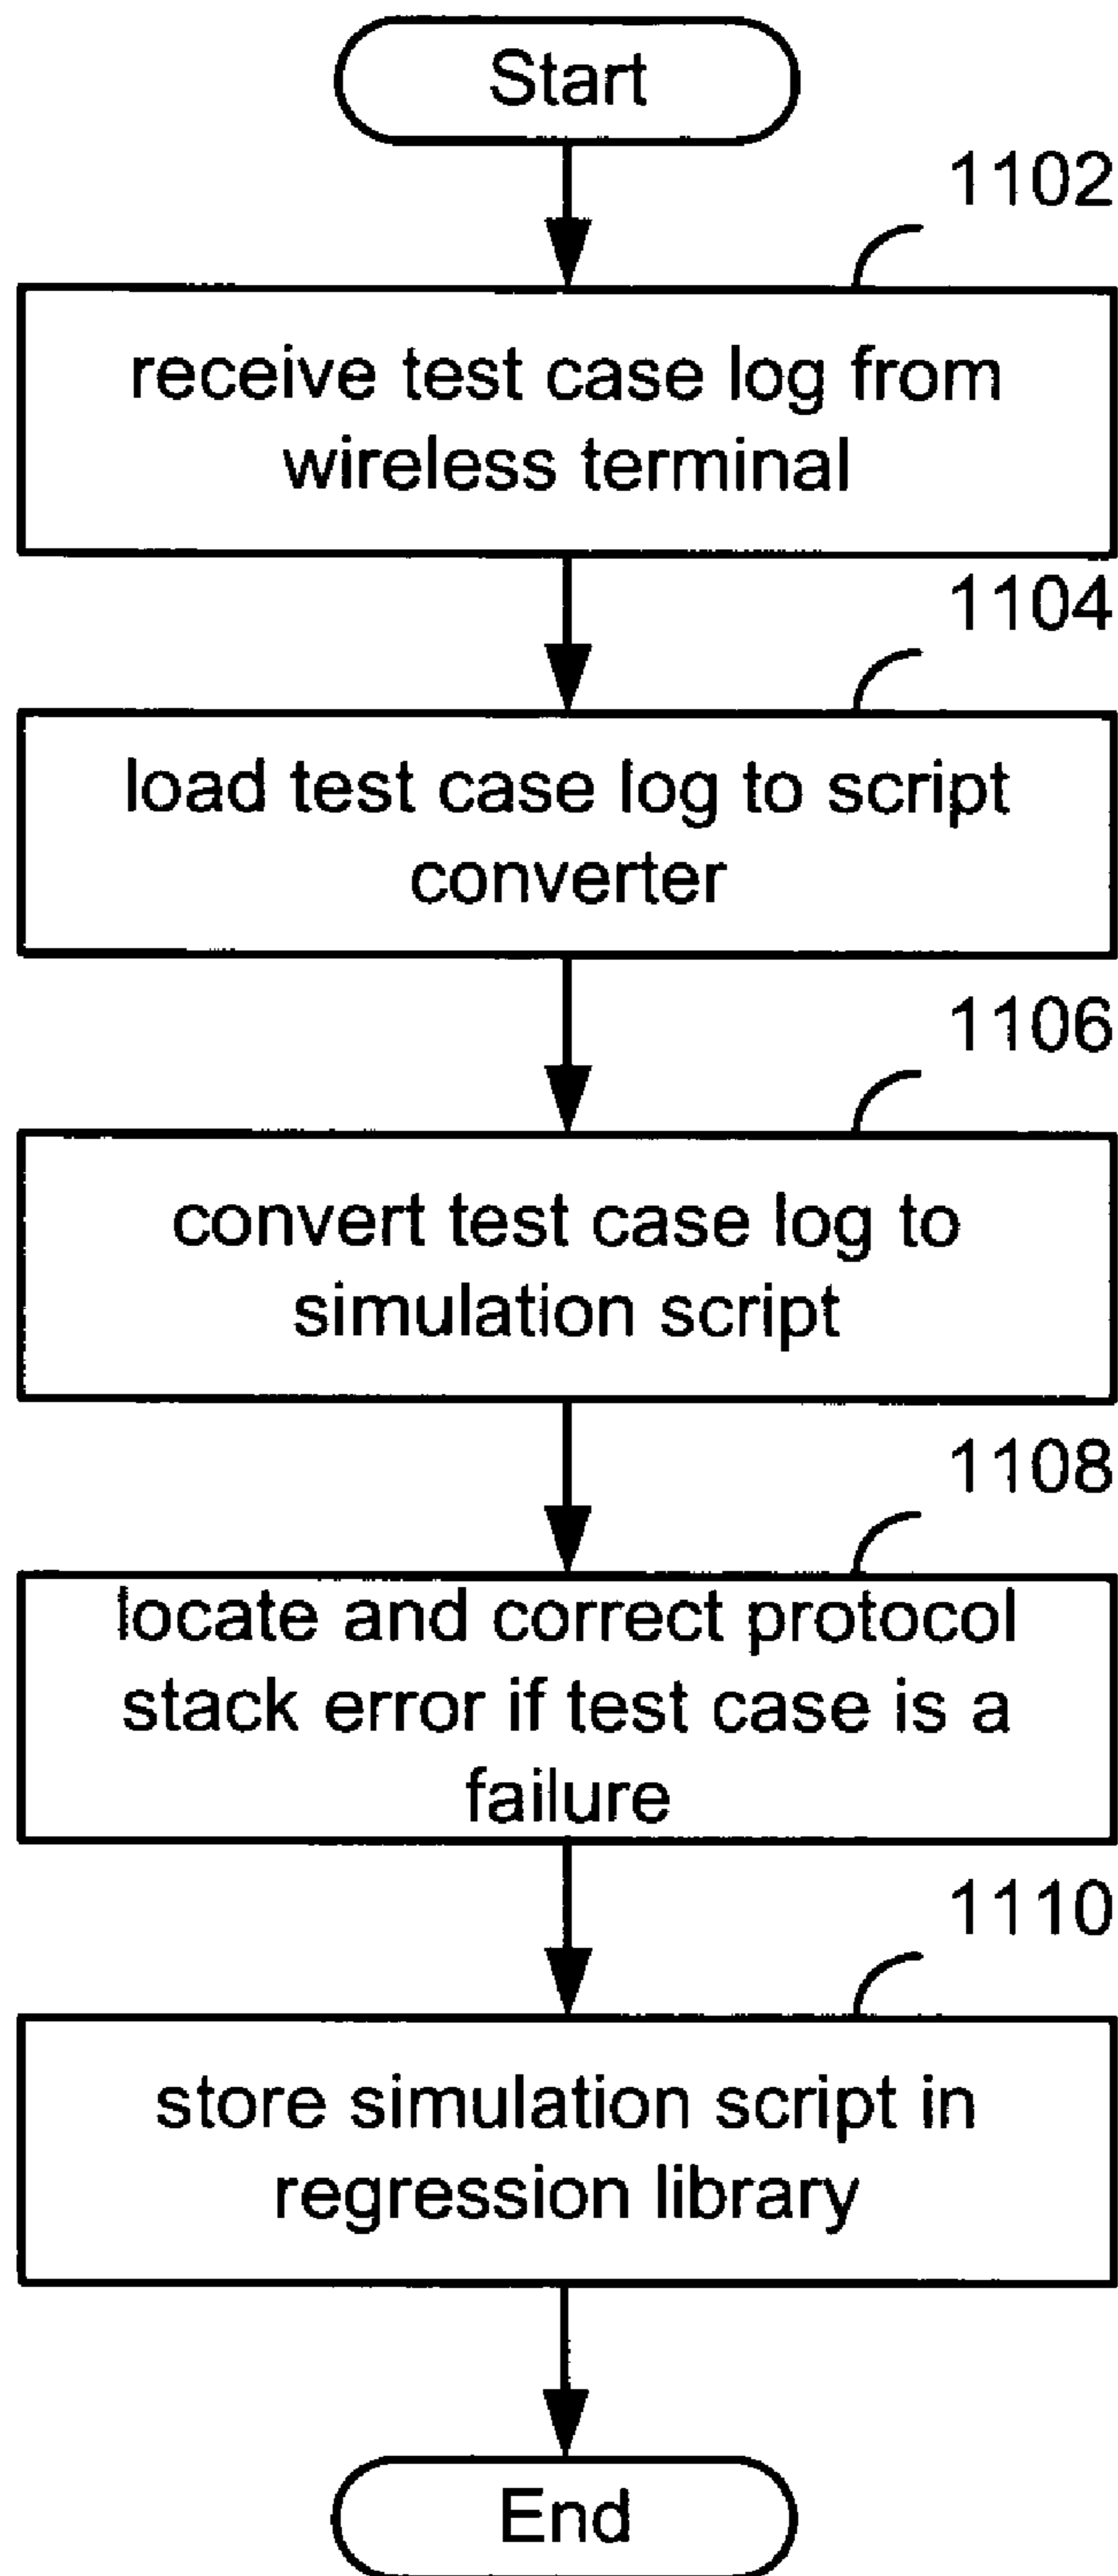 Start
1102
receive test case log from
wireless terminal
1104
load test case log to script
converter
1106
convert test case log to
simulation script
1108
locate and correct protocol
stack error if test case is a
failure
1110
store simulation script in
regression library
End